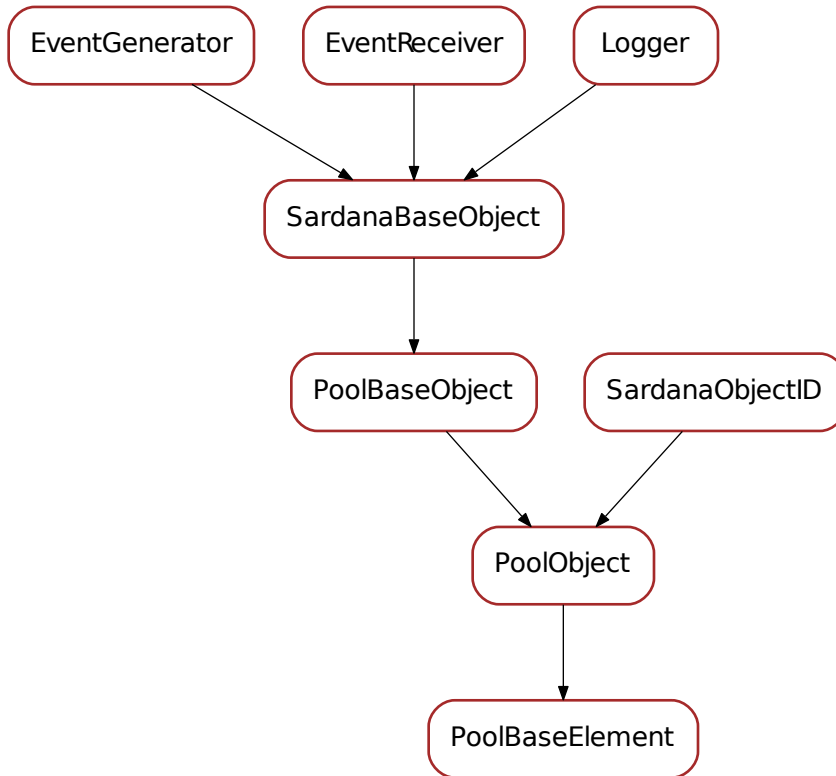 EventGenerator
EventReceiver
Logger
SardanaBaseObject
PoolBaseObject
SardanaObjectID
PoolObject
PoolBaseElement